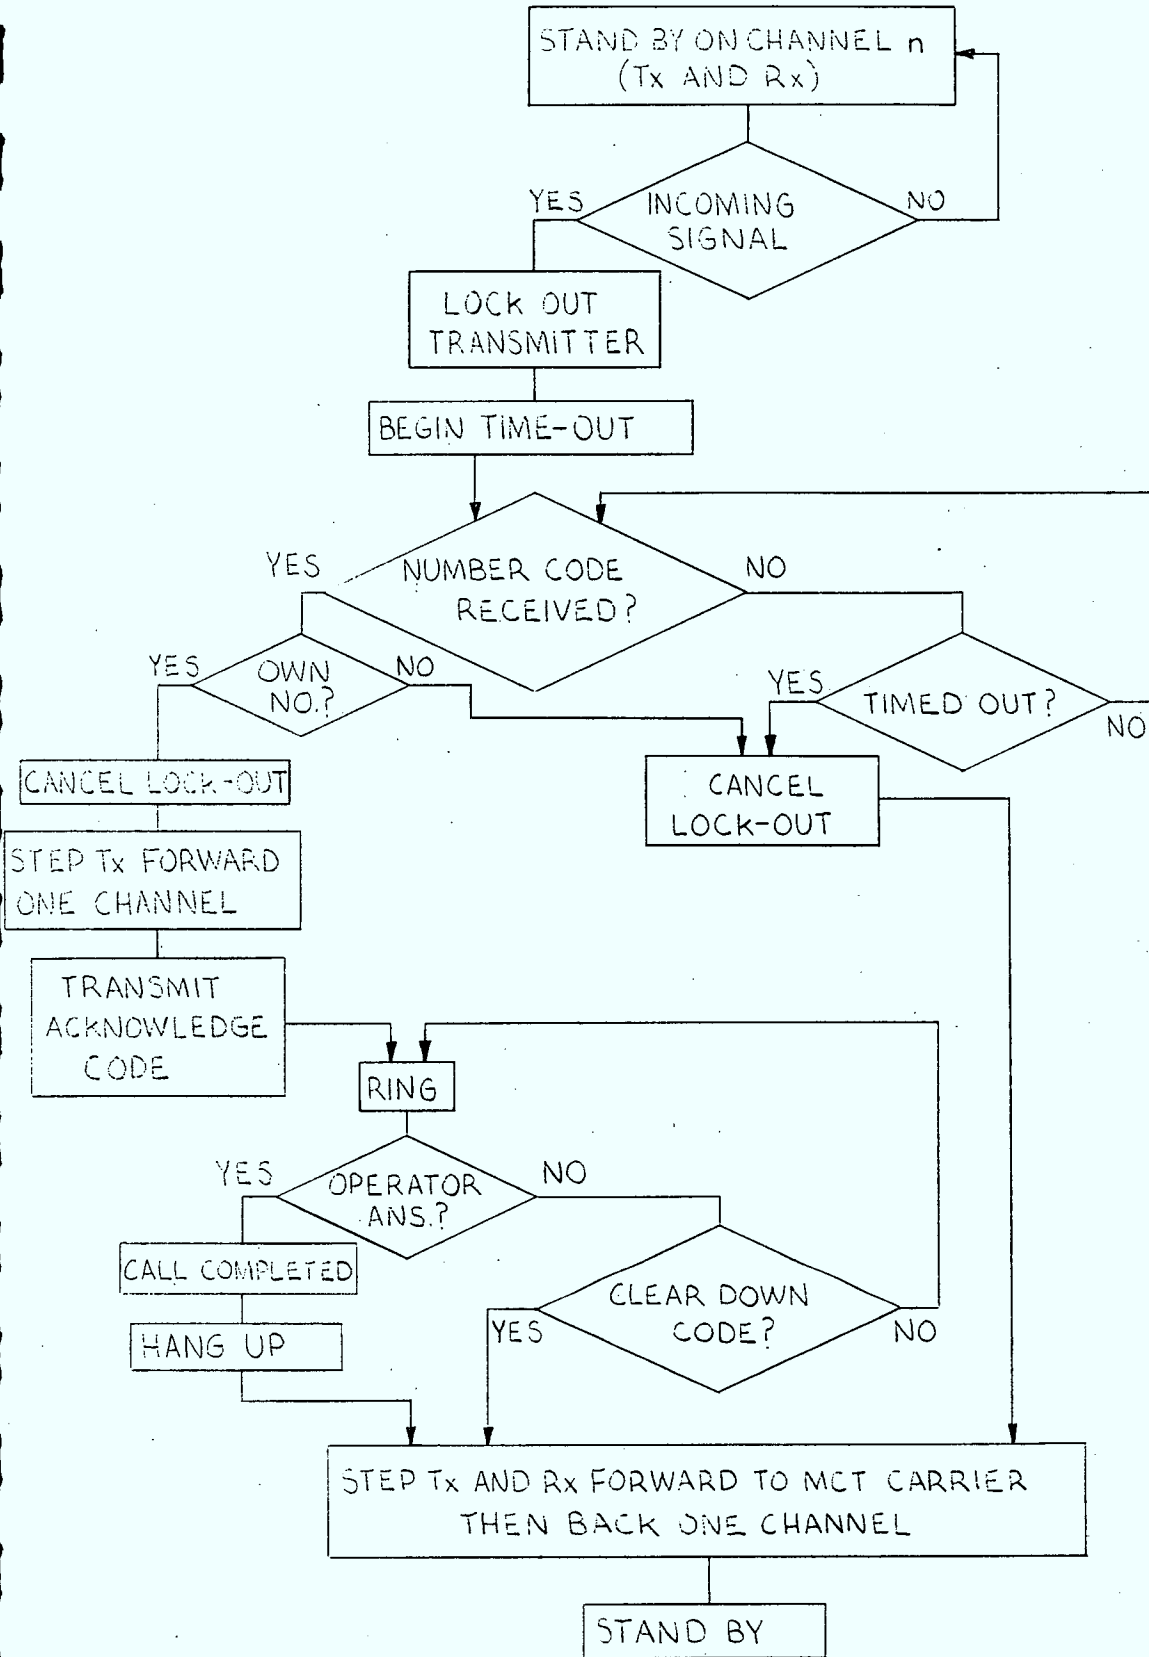 STAND BY ON CHANNEL n
(Tx AND Rx)
YES
INCOMING
SIGNAL
NO
LOCK OUT
TRANSMITTER
BEGIN TIME-OUT
YES
NUMBER CODE
RECEIVED?
NO
YES
OWN
NO.?
NO
YES
TIMED OUT?
NO
CANCEL LOCK-OUT
CANCEL
LOCK-OUT
STEP Tx FORWARD
ONE CHANNEL
TRANSMIT
ACKNOWLEDGE
CODE
RING
YES
OPERATOR
ANS.?
NO
CALL COMPLETED
HANG UP
YES
CLEAR DOWN
CODE?
NO
STEP Tx AND Rx FORWARD TO MCT CARRIER
THEN BACK ONE CHANNEL
STAND BY